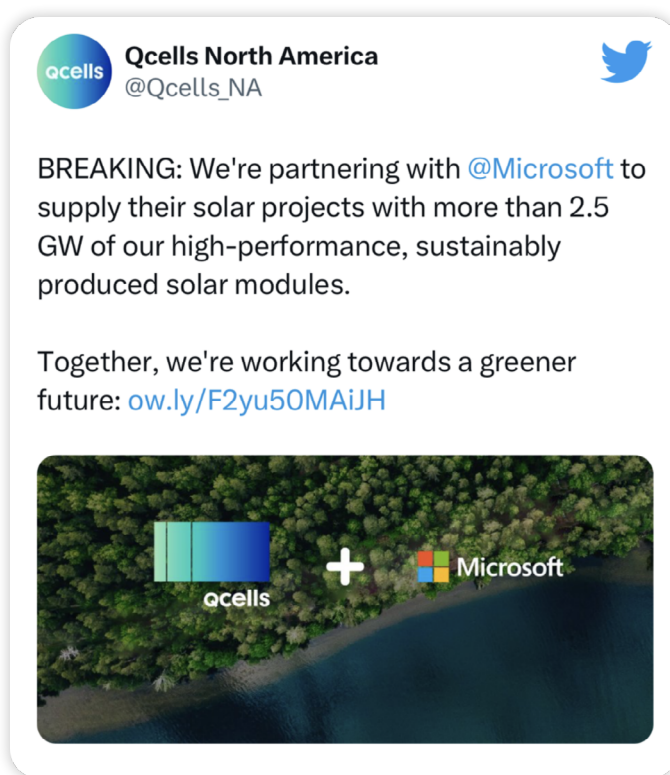 qcells
Qcells North America
@Qcells_NA
BREAKING: We're partnering with @Microsoft to
supply their solar projects with more than 2.5
GW of our high-performance, sustainably
produced solar modules.
Together, we're working towards a greener
future: ow.ly/F2yu50MAiJH
qcells
+
Microsoft